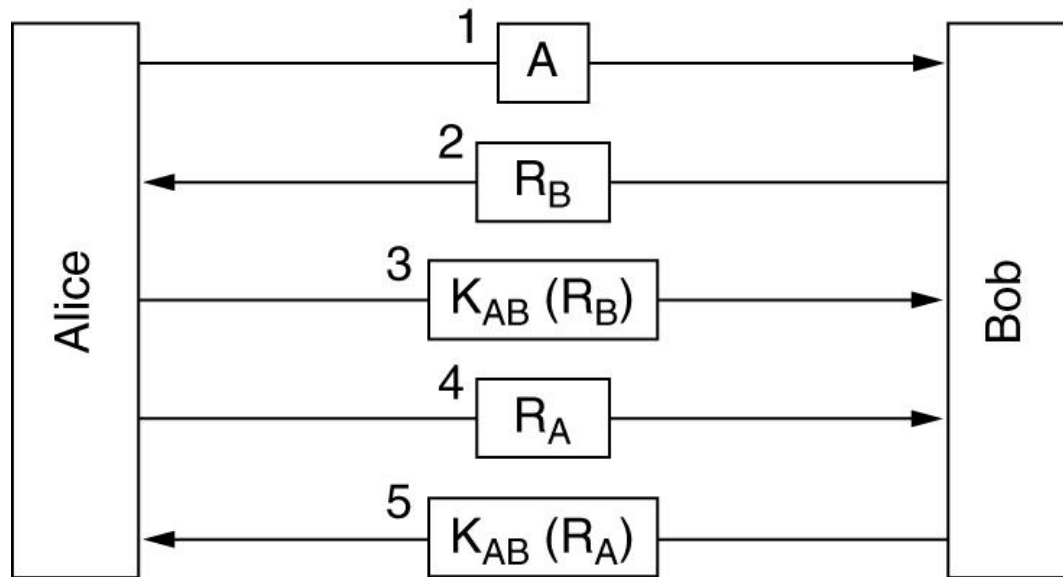 Alice
1
A
2
R_B
3
K_AB (R_B)
4
R_A
5
K_AB (R_A)
Bob